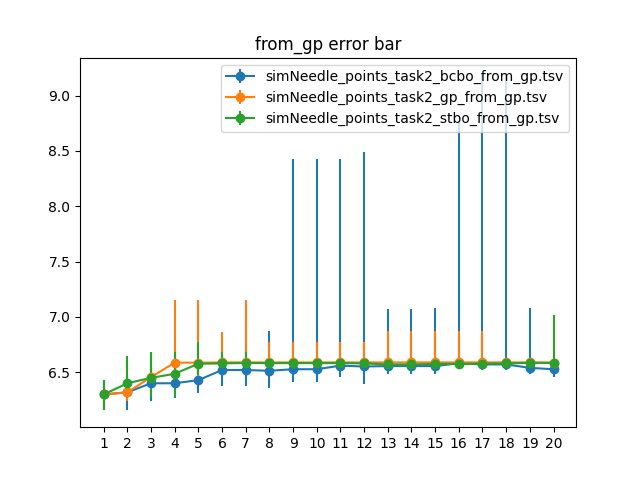 from_gp error bar
simNeedle_points_task2_bcbo_from_gp.tsv
simNeedle_points_task2_gp_from_gp.tsv
simNeedle_points_task2_stbo_from_gp.tsv
9.0
8.5
8.0
7.5
7.0
6.5
1 2 3 4 5 6 7 8 9 10 11 12 13 14 15 16 17 18 19 20